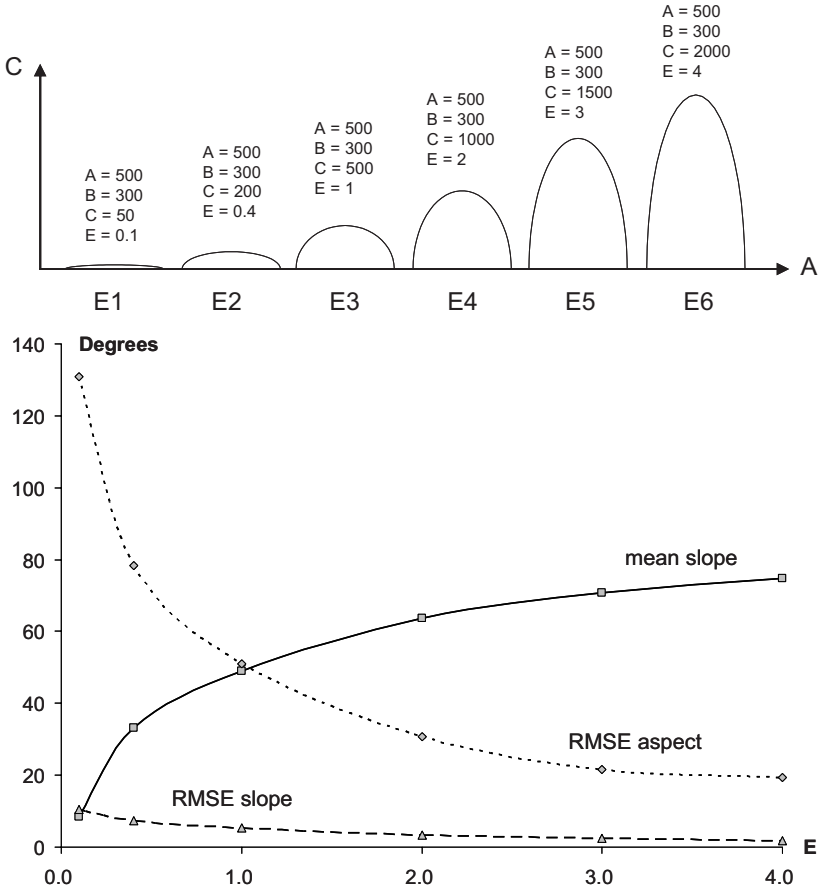 C
A = 500
B = 300
C = 50
E = 0.1
A = 500
B = 300
C = 200
E = 0.4
A = 500
B = 300
C = 500
E = 1
A = 500
B = 300
C = 1000
E = 2
A = 500
B = 300
C = 1500
E = 3
A = 500
B = 300
C = 2000
E = 4
A
E1 E2 E3 E4 E5 E6
Degrees
140
120
100
80
60
40
20
0
mean slope
RMSE aspect
RMSE slope
E
0.0 1.0 2.0 3.0 4.0